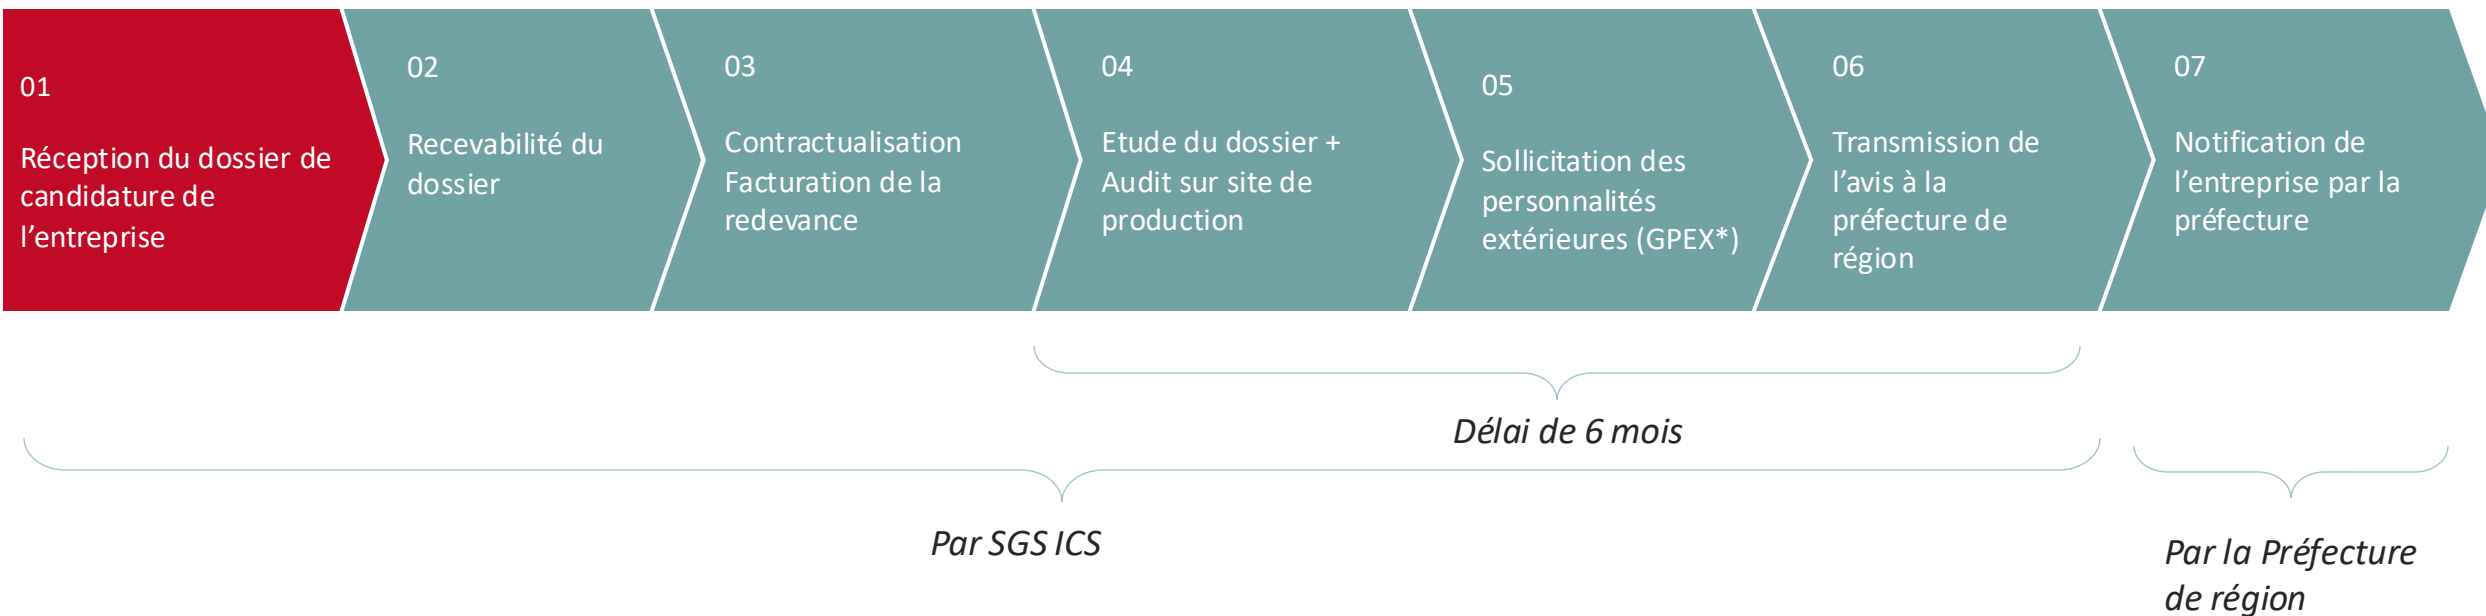 01
Réception du dossier de
candidature de
l’entreprise
02
Recevabilité du
dossier
03
Contractualisation
Facturation de la
redevance
04
Etude du dossier +
Audit sur site de
production
05
Sollicitation des
personnalités
extérieures (GPEX*)
06
Transmission de
l’avis à la
préfecture de
région
07
Notification de
l’entreprise par la
préfecture
Délai de 6 mois
Par SGS ICS
Par la Préfecture
de région